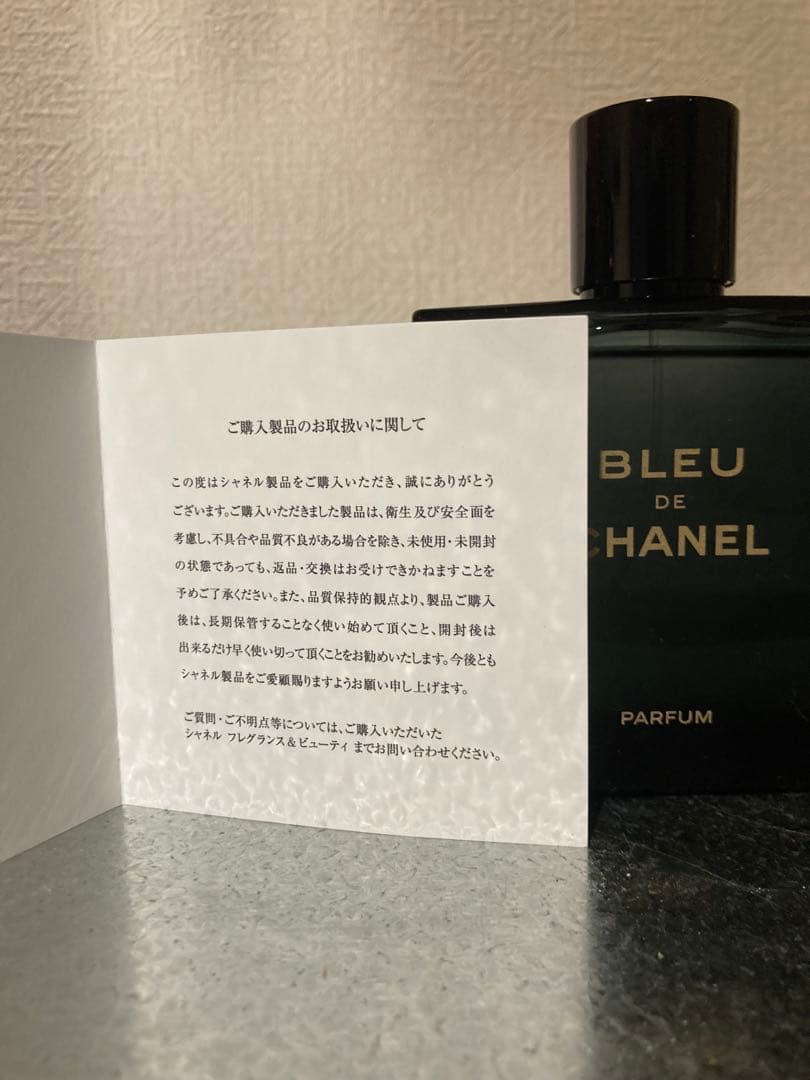 ご購入製品のお取扱いに関して
この度はシャネル製品をご購入いただき、誠にありがとう
ございます。ご購入いただきました製品は、衛生及び安全面を
考慮し、不具合や品質不良がある場合を除き、未使用・未開封
の状態であっても、返品・交換はお受けできかねますことを
予めご了承ください。また、品質保持的観点より、製品ご購入
後は、長期保管することなく使い始めて頂くこと、開封後は
出来るだけ早く使い切って頂くことをお勧めいたします。今後とも
シャネル製品をご愛顧賜りますようお願い申し上げます。
ご質問・ご不明点等については、ご購入いただいた
シャネル フレグランス＆ビューティ までお問い合わせください。
BLEU
DE
CHANEL
PARFUM